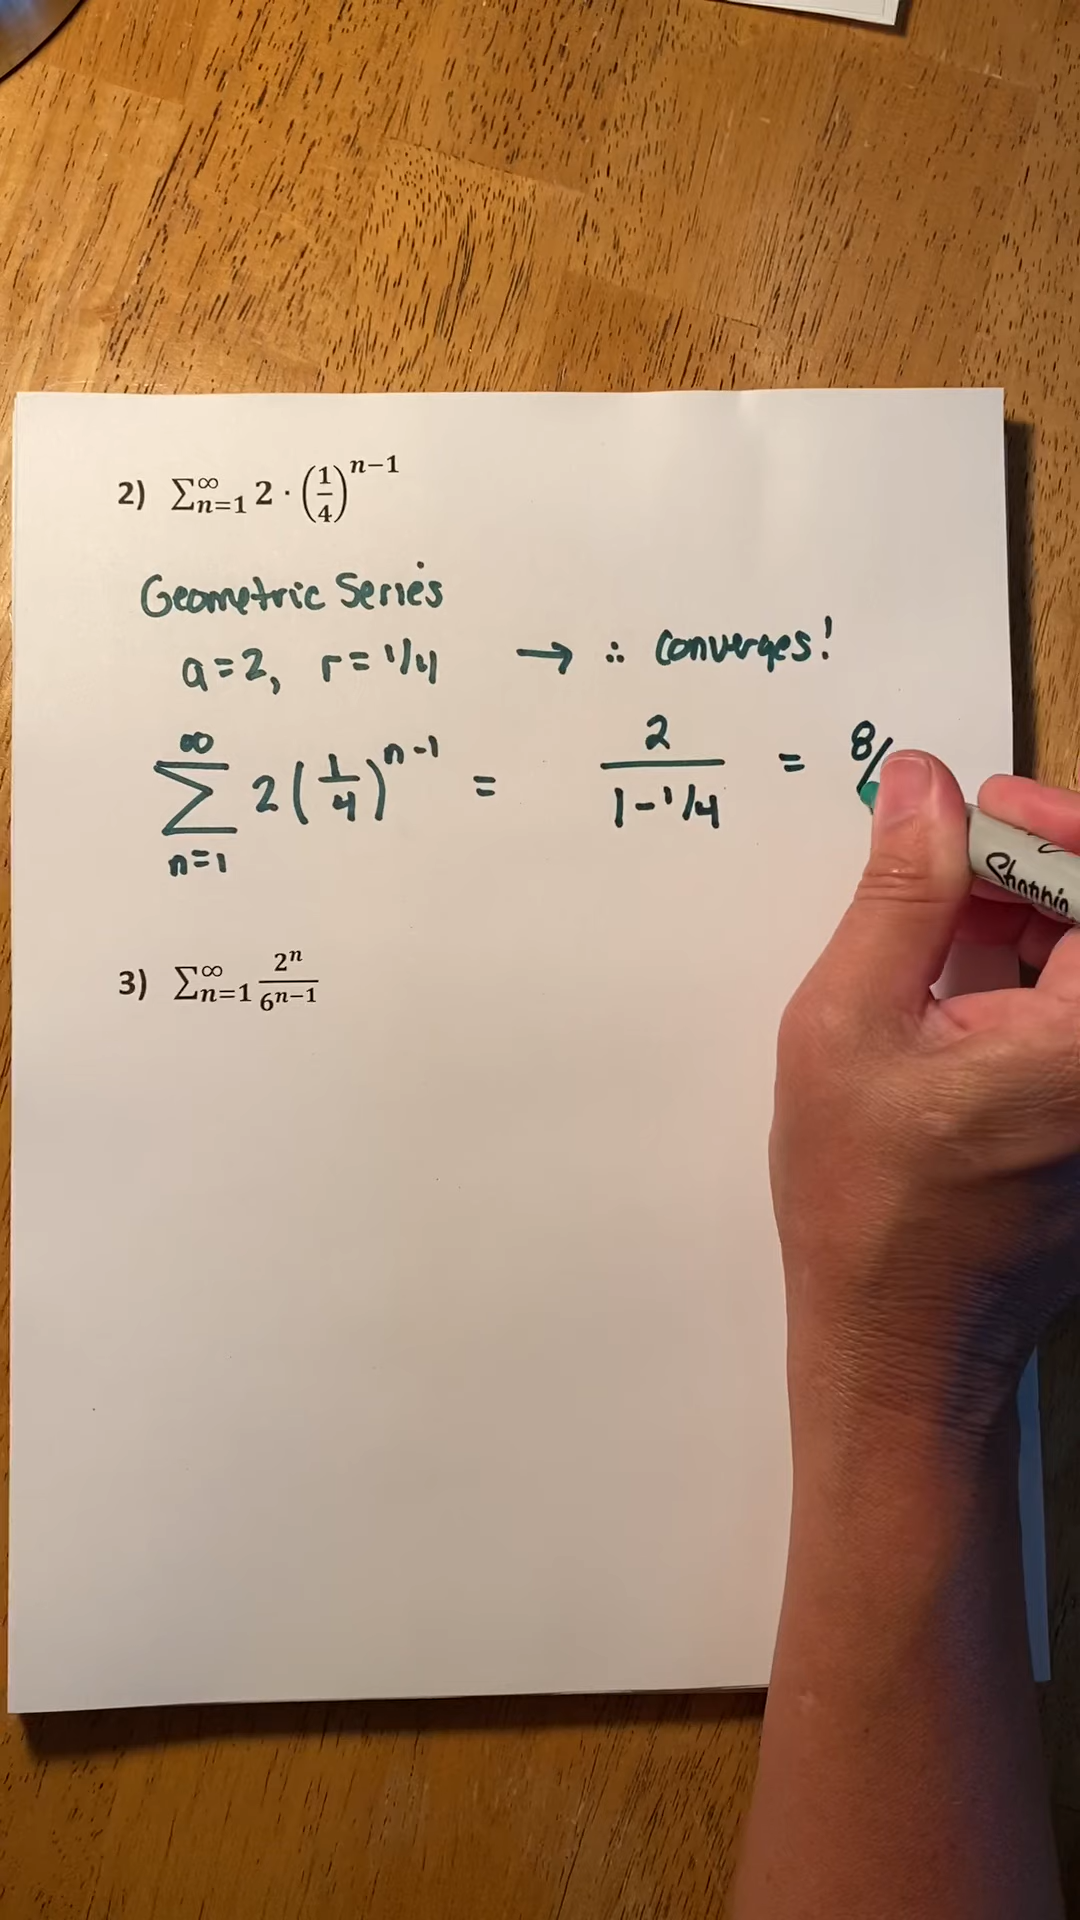 2) ∑_{n=1}^{∞} 2 · (1/4)^{n−1}
Geometric Series
a=2, r=1/4 → ∴ converges!
∑_{n=1}^{∞} 2(1/4)^{n-1} = 2/(1-1/4) = 8/
3) ∑_{n=1}^{∞} 2^n/6^{n−1}